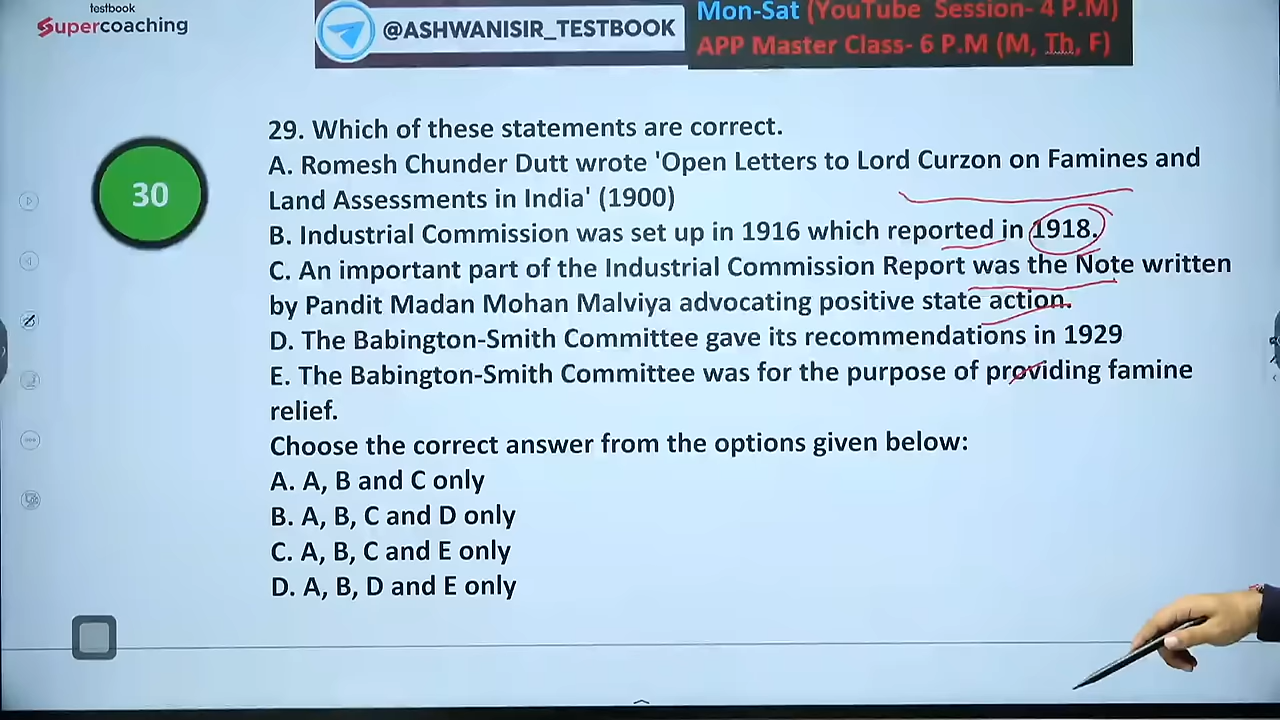 testbook
Supercoaching
@ASHWANISIR_TESTBOOK
Mon-Sat (YouTube Session- 4 P.M)
APP Master Class- 6 P.M (M, Th, F)
30
29. Which of these statements are correct.
A. Romesh Chunder Dutt wrote 'Open Letters to Lord Curzon on Famines and
Land Assessments in India' (1900)
B. Industrial Commission was set up in 1916 which reported in 1918.
C. An important part of the Industrial Commission Report was the Note written
by Pandit Madan Mohan Malviya advocating positive state action.
D. The Babington-Smith Committee gave its recommendations in 1929
E. The Babington-Smith Committee was for the purpose of providing famine
relief.
Choose the correct answer from the options given below:
A. A, B and C only
B. A, B, C and D only
C. A, B, C and E only
D. A, B, D and E only